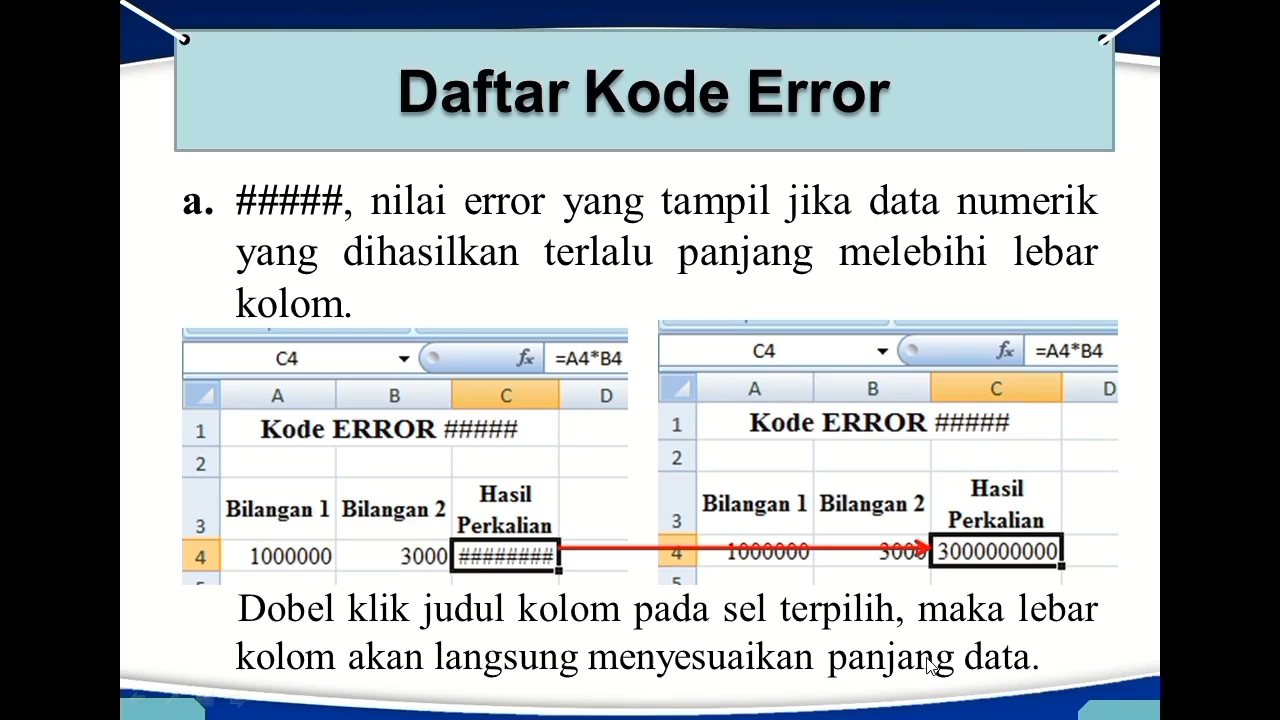 Daftar Kode Error
a. #####, nilai error yang tampil jika data numerik
yang dihasilkan terlalu panjang melebihi lebar
kolom.
C4 fx =A4*B4
A B C D
1 Kode ERROR #####
2
3 Bilangan 1 Bilangan 2 Hasil
Perkalian
4 1000000 3000 ########
C4 fx =A4*B4
A B C D
1 Kode ERROR #####
2
3 Bilangan 1 Bilangan 2 Hasil
Perkalian
4 1000000 3000 3000000000
Dobel klik judul kolom pada sel terpilih, maka lebar
kolom akan langsung menyesuaikan panjang data.